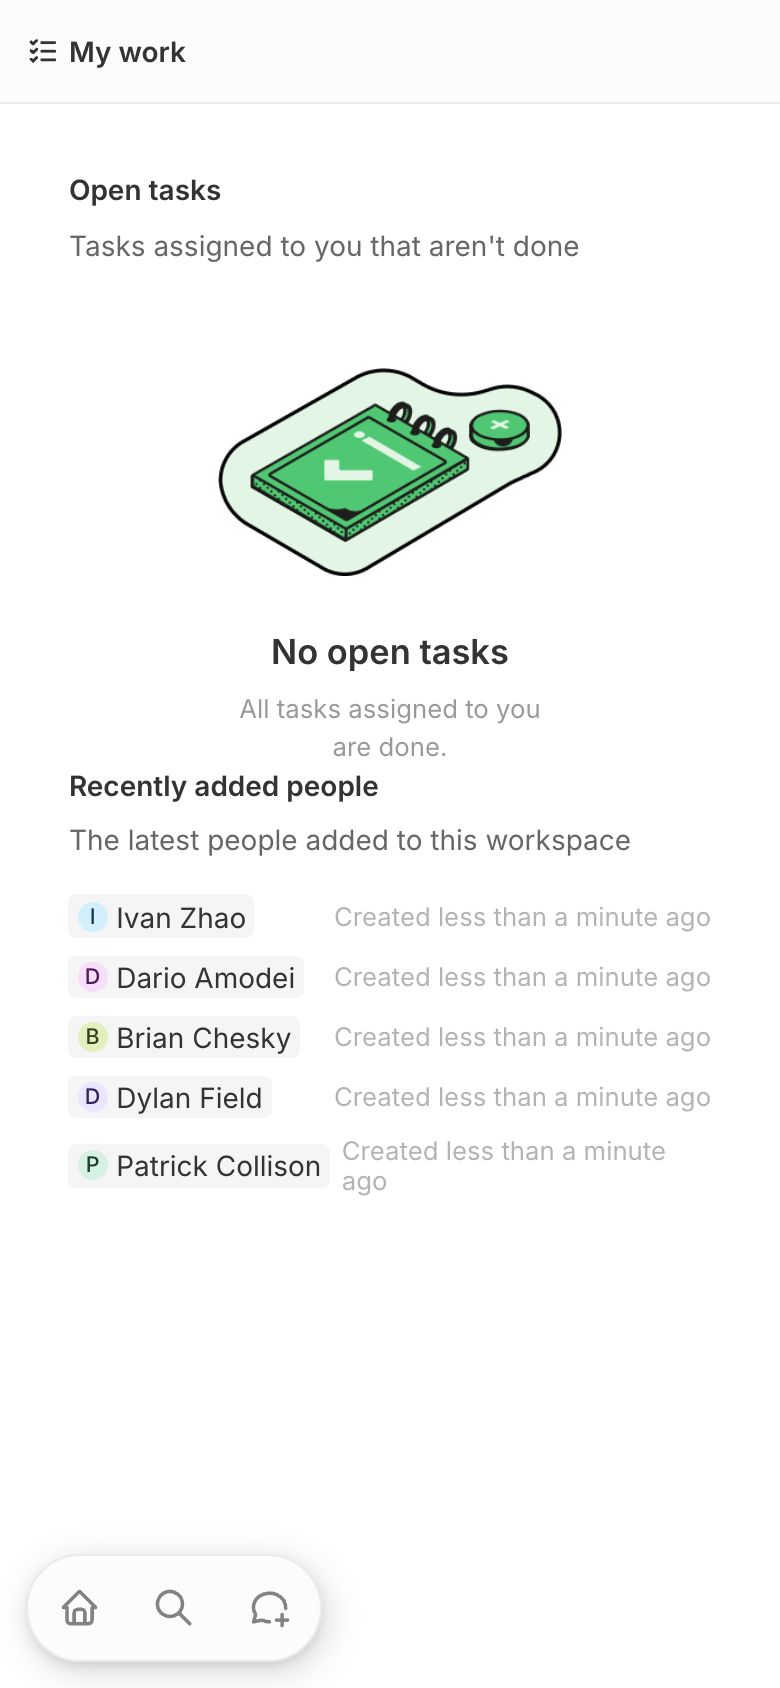 My work
Open tasks
Tasks assigned to you that aren't done
No open tasks
All tasks assigned to you
are done.
Recently added people
The latest people added to this workspace
I Ivan Zhao Created less than a minute ago
D Dario Amodei Created less than a minute ago
B Brian Chesky Created less than a minute ago
D Dylan Field Created less than a minute ago
P Patrick Collison Created less than a minute
ago